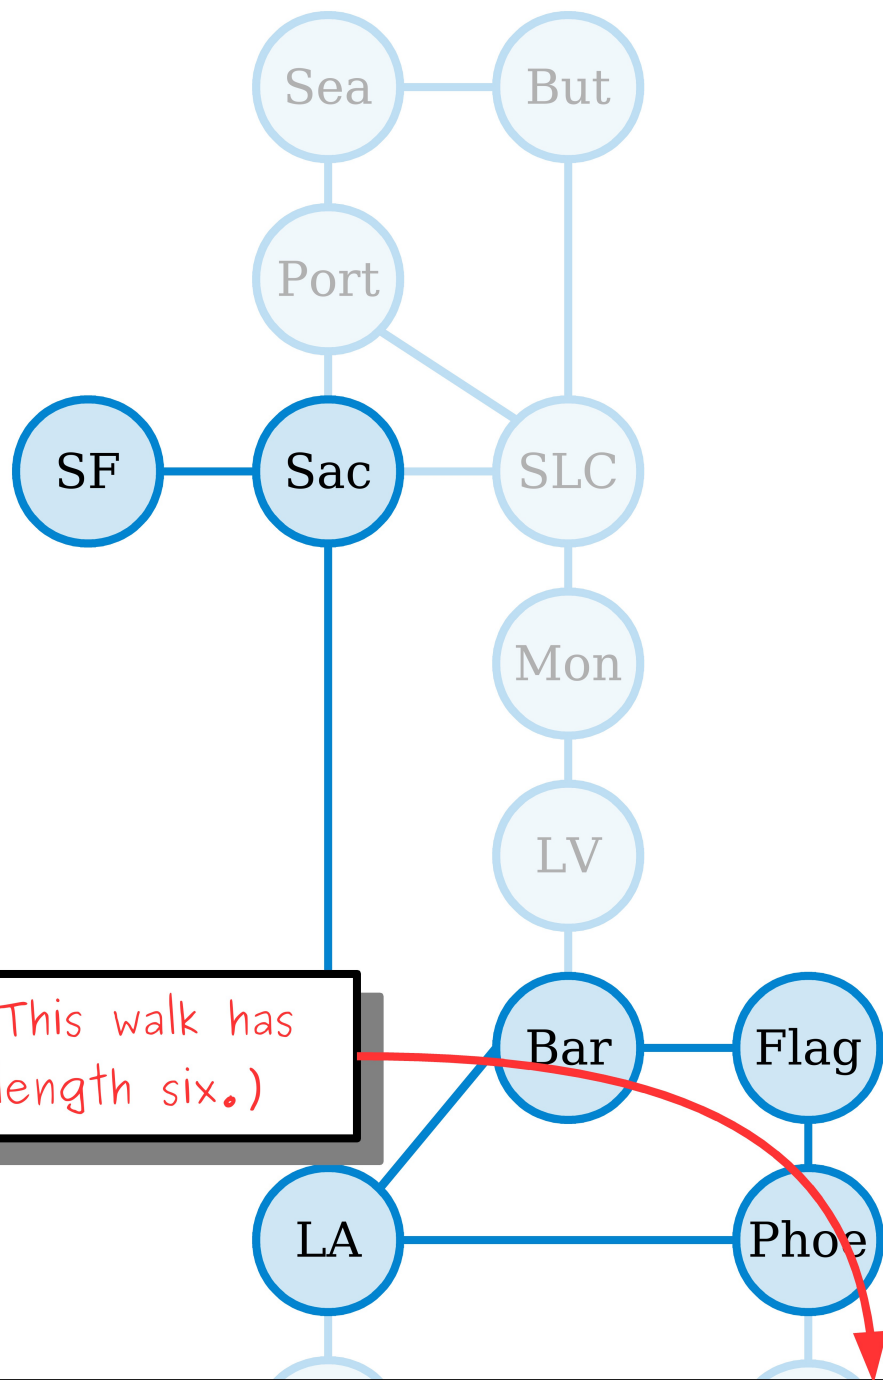 Sea But
Port
SF Sac SLC
Mon
LV
This walk has
ength six.)
Bar Flag
LA Phoe